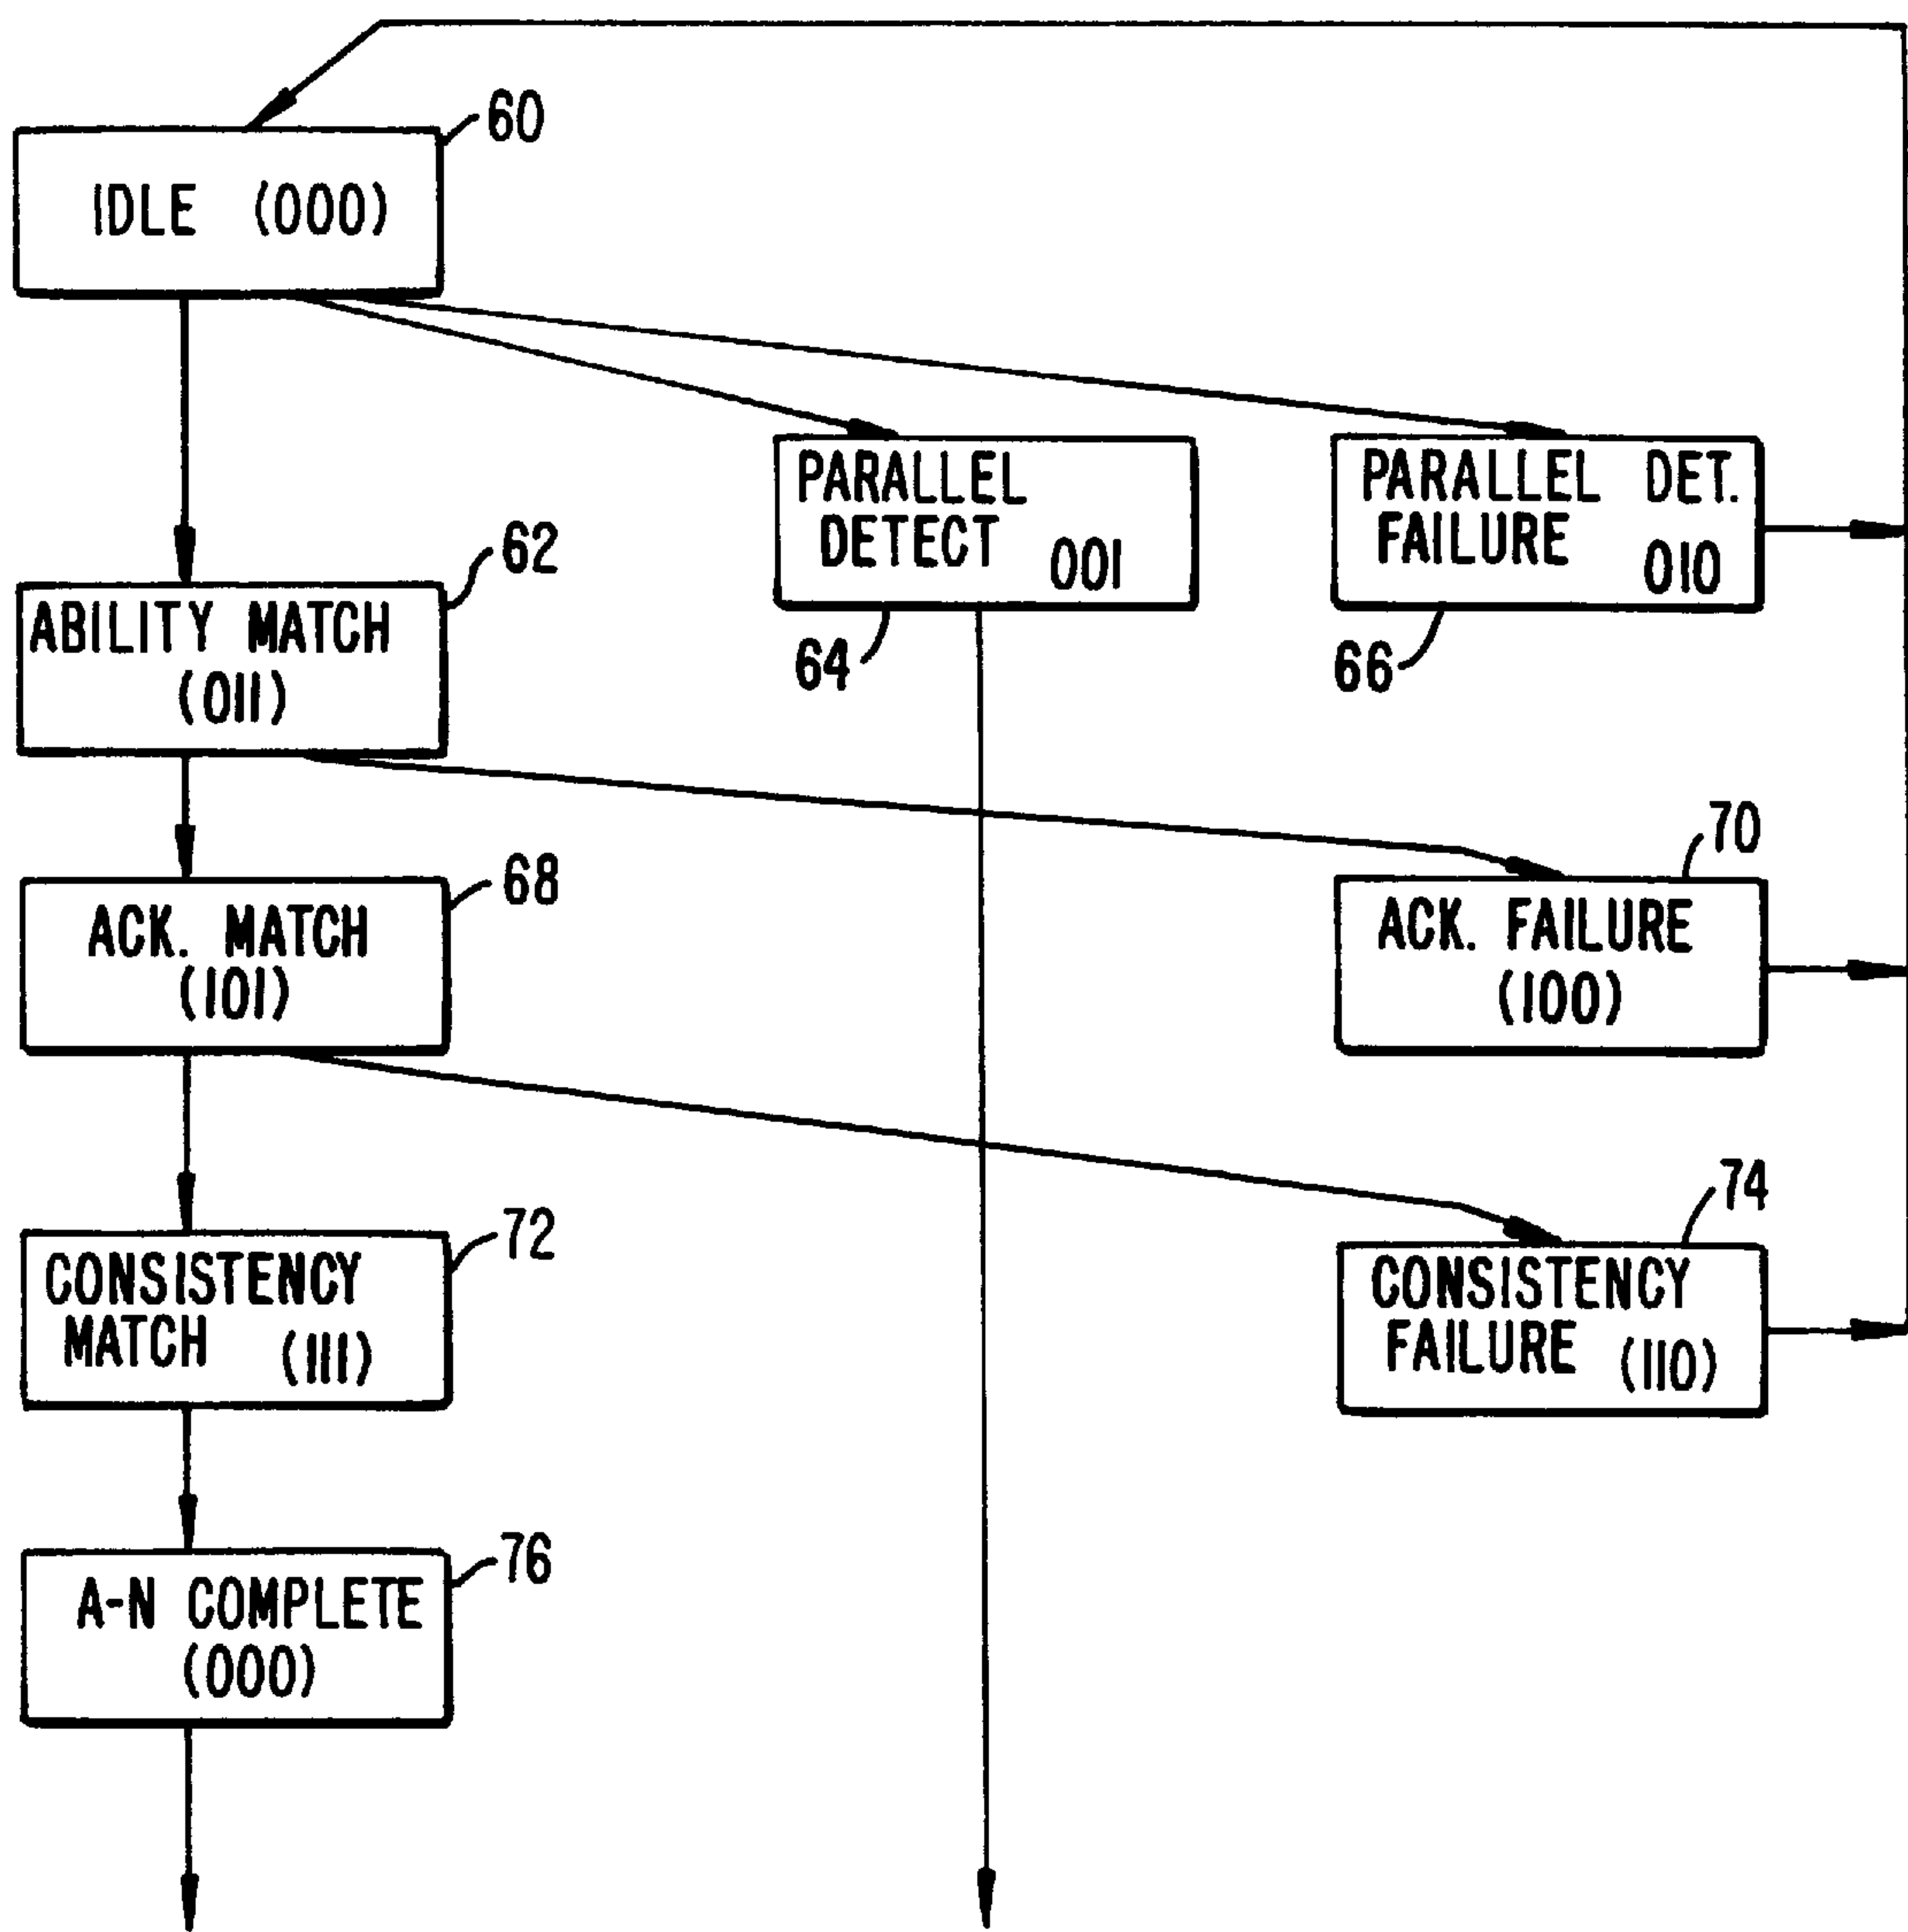 60
IDLE (000)
62
ABILITY MATCH
(011)
PARALLEL
DETECT 001
64
PARALLEL DET.
FAILURE 010
66
68
ACK. MATCH
(101)
70
ACK. FAILURE
(100)
72
CONSISTENCY
MATCH (111)
74
CONSISTENCY
FAILURE (110)
76
A-N COMPLETE
(000)